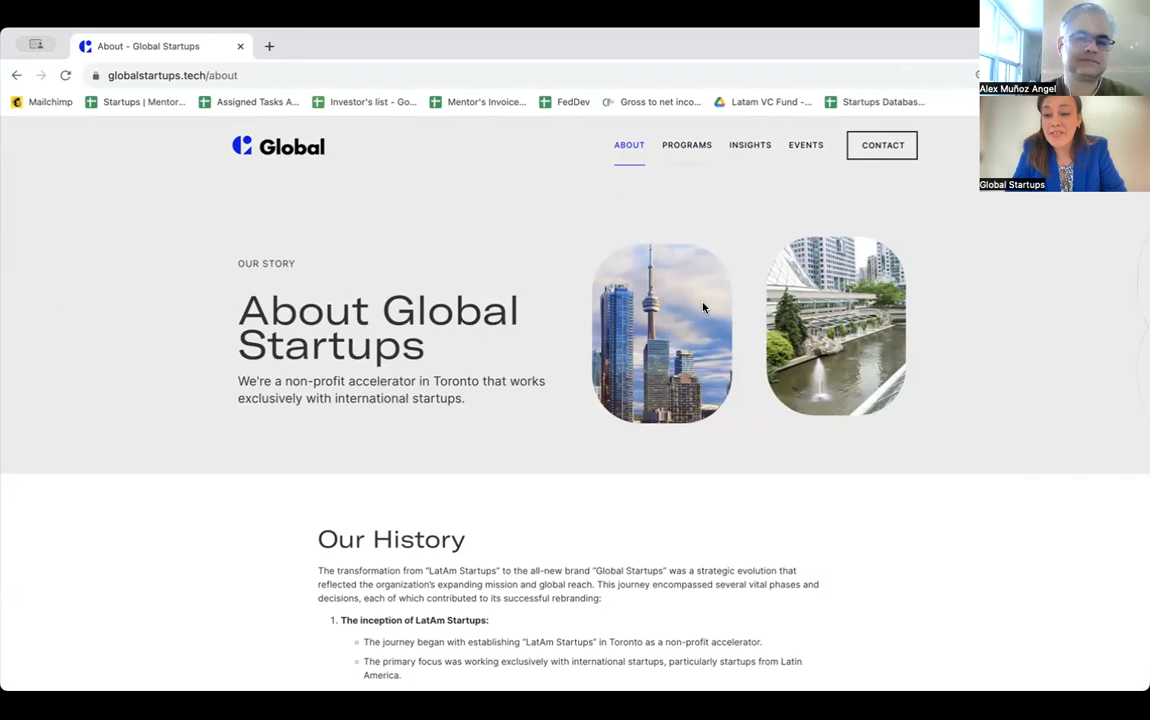 About - Global Startups
globalstartups.tech/about
Mailchimp
Startups | Mentor...
Assigned Tasks A...
Investor's list - Go...
Mentor's Invoice...
FedDev
Gross to net inco...
Latam VC Fund -...
Startups Databas...
Alex Muñoz Angel
Global Startups
Global
ABOUT
PROGRAMS
INSIGHTS
EVENTS
CONTACT
OUR STORY
About Global
Startups
We're a non-profit accelerator in Toronto that works
exclusively with international startups.
Our History
The transformation from "LatAm Startups" to the all-new brand "Global Startups" was a strategic evolution that
reflected the organization's expanding mission and global reach. This journey encompassed several vital phases and
decisions, each of which contributed to its successful rebranding:
1. The inception of LatAm Startups:
The journey began with establishing "LatAm Startups" in Toronto as a non-profit accelerator.
The primary focus was working exclusively with international startups, particularly startups from Latin
America.